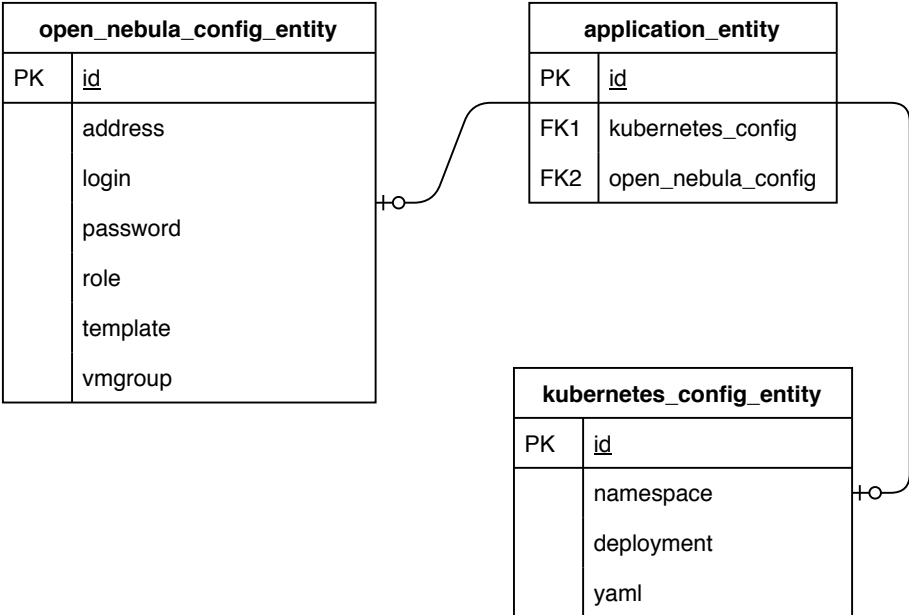 open_nebula_config_entity
PK id
address
login
password
role
template
vmgroup
application_entity
PK id
FK1 kubernetes_config
FK2 open_nebula_config
kubernetes_config_entity
PK id
namespace
deployment
yaml